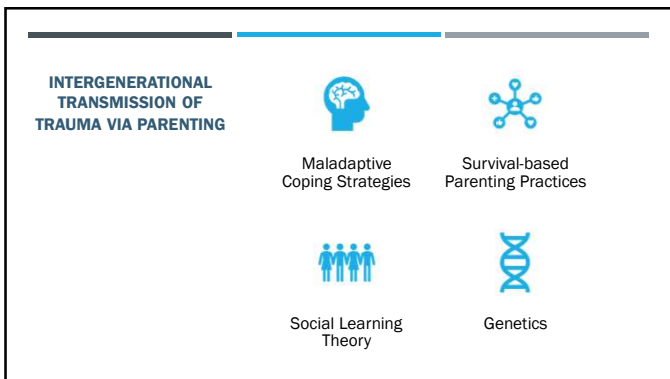 INTERGENERATIONAL
TRANSMISSION OF
TRAUMA VIA PARENTING
Maladaptive
Coping Strategies
Survival-based
Parenting Practices
Social Learning
Theory
Genetics